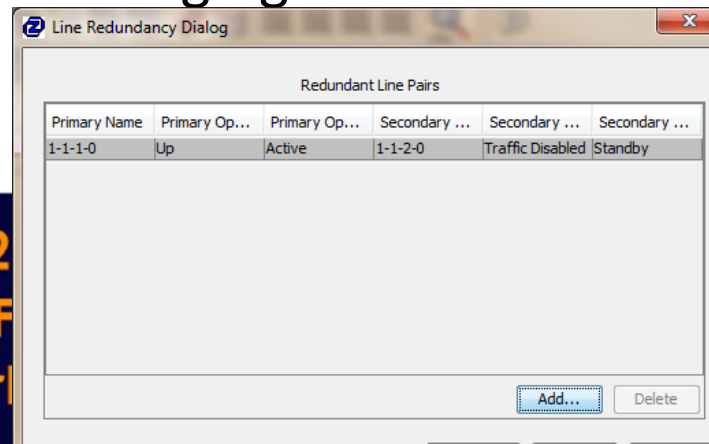 Line Redundancy Dialog
Redundant Line Pairs
Primary Name Primary Op... Primary Op... Secondary ... Secondary ... Secondary ...
1-1-1-0 Up Active 1-1-2-0 Traffic Disabled Standby
Add... Delete